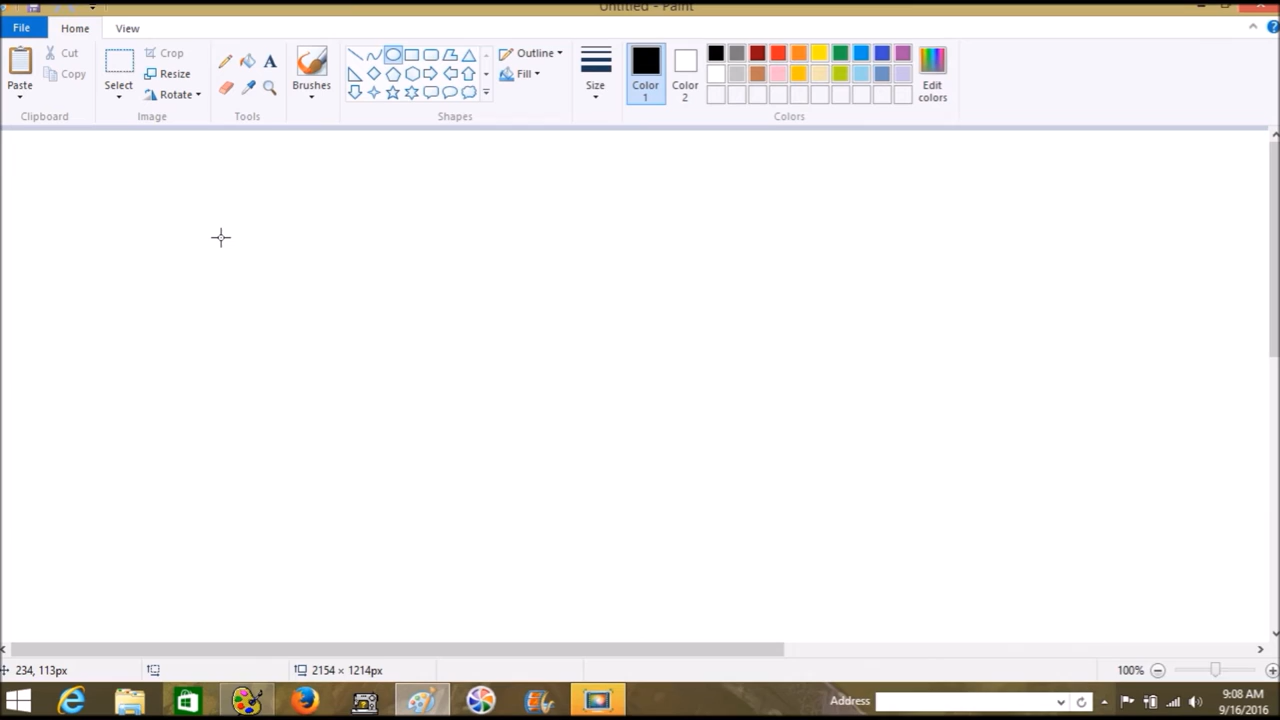 Untitled - Paint
File Home View
Paste
Cut
Copy
Clipboard
Select
Crop
Resize
Rotate
Image
A
Tools
Brushes
Outline
Fill
Shapes
Size
Color 1
Color 2
Edit colors
Colors
234, 113px
2154 × 1214px
100%
Address
9:08 AM
9/16/2016